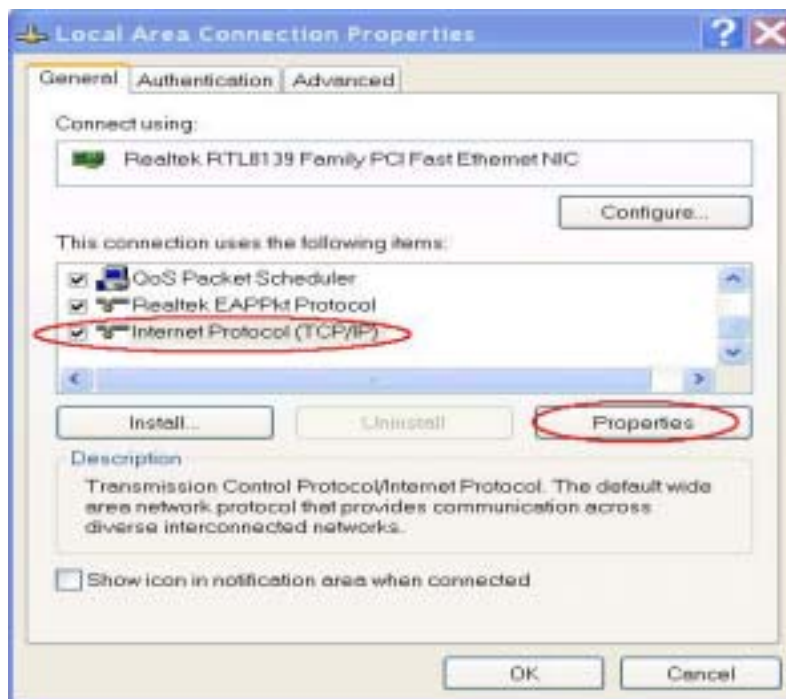 Local Area Connection Properties
General Authentication Advanced
Connect using:
Realtek RTL8139 Family PCI Fast Ethernet NIC
Configure...
This connection uses the following items:
QoS Packet Scheduler
Realtek EAPPkt Protocol
Internet Protocol (TCP/IP)
Install... Uninstall Properties
Description
Transmission Control Protocol/Internet Protocol. The default wide
area network protocol that provides communication across
diverse interconnected networks.
Show icon in notification area when connected
OK Cancel